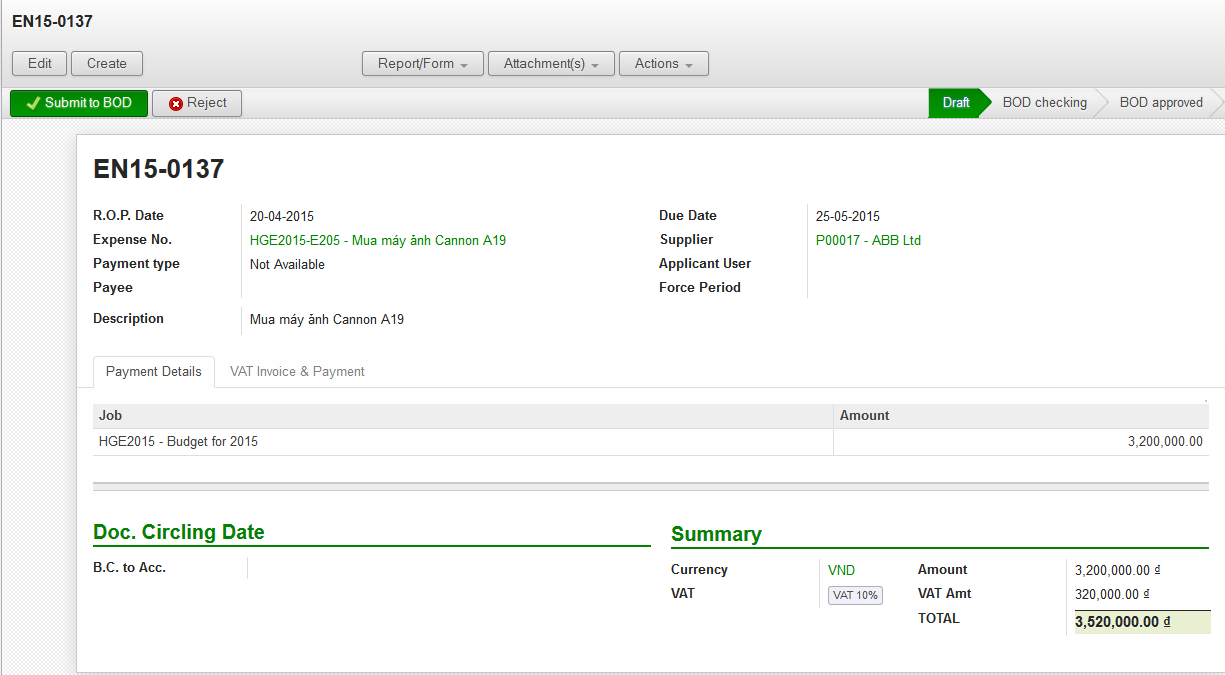 EN15-0137
Edit Create Report/Form Attachment(s) Actions
Submit to BOD Reject Draft BOD checking BOD approved
EN15-0137
R.O.P. Date 20-04-2015 Due Date 25-05-2015
Expense No. HGE2015-E205 - Mua máy ảnh Cannon A19 Supplier P00017 - ABB Ltd
Payment type Not Available Applicant User
Payee Force Period
Description Mua máy ảnh Cannon A19
Payment Details VAT Invoice & Payment
Job Amount
HGE2015 - Budget for 2015 3,200,000.00
Doc. Circling Date Summary
B.C. to Acc. Currency VND Amount 3,200,000.00 ₫
VAT VAT 10% VAT Amt 320,000.00 ₫
TOTAL 3,520,000.00 ₫